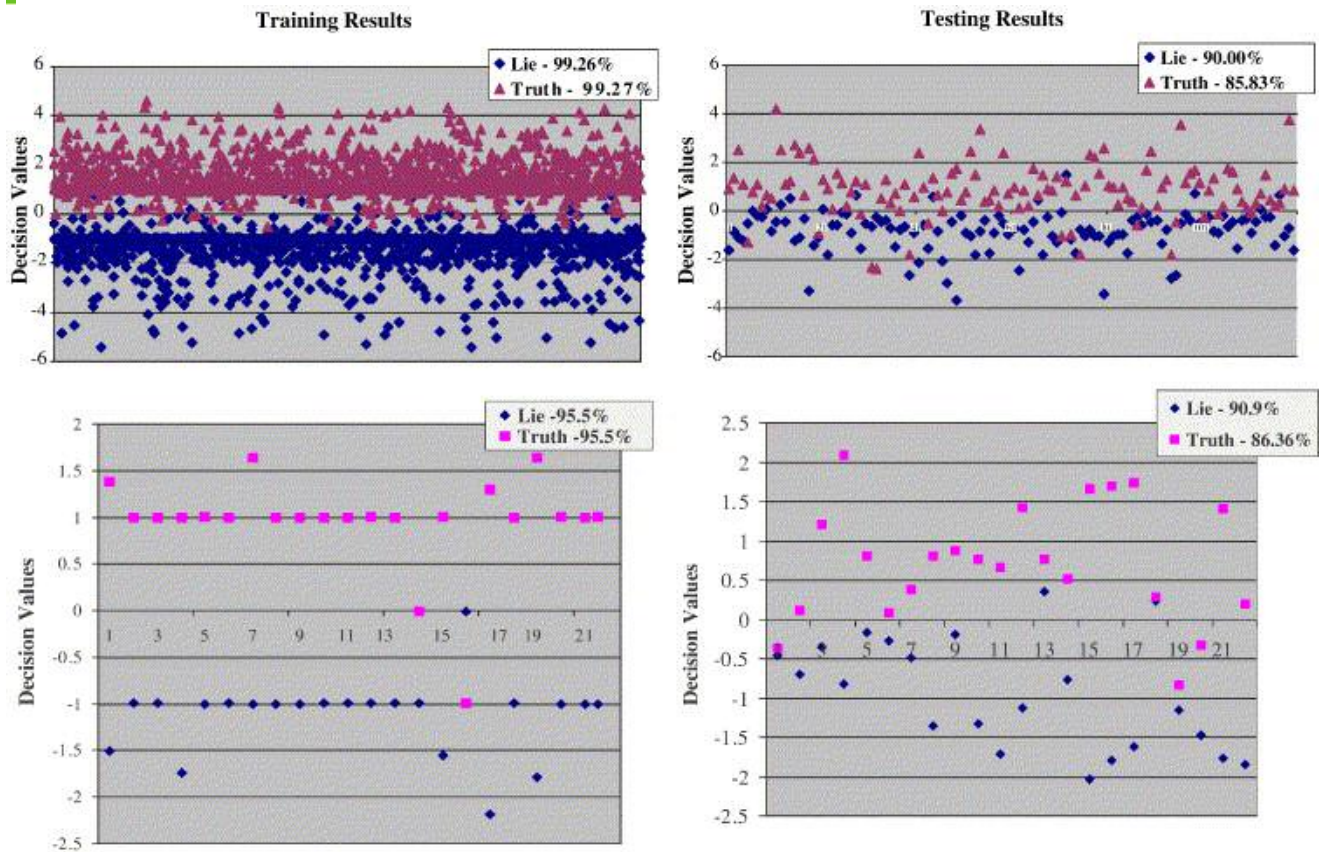 Training Results
Lie - 99.26%
Truth - 99.27%
Decision Values
6
4
2
0
-2
-4
-6
Testing Results
Lie - 90.00%
Truth - 85.83%
Decision Values
6
4
2
0
-2
-4
-6
Lie -95.5%
Truth -95.5%
Decision Values
2
1.5
1
0.5
0
-0.5
-1
-1.5
-2
-2.5
1 3 5 7 9 11 13 15 17 19 21
Lie - 90.9%
Truth - 86.36%
Decision Values
2.5
2
1.5
1
0.5
0
-0.5
-1
-1.5
-2
-2.5
5 7 9 11 13 15 17 19 21